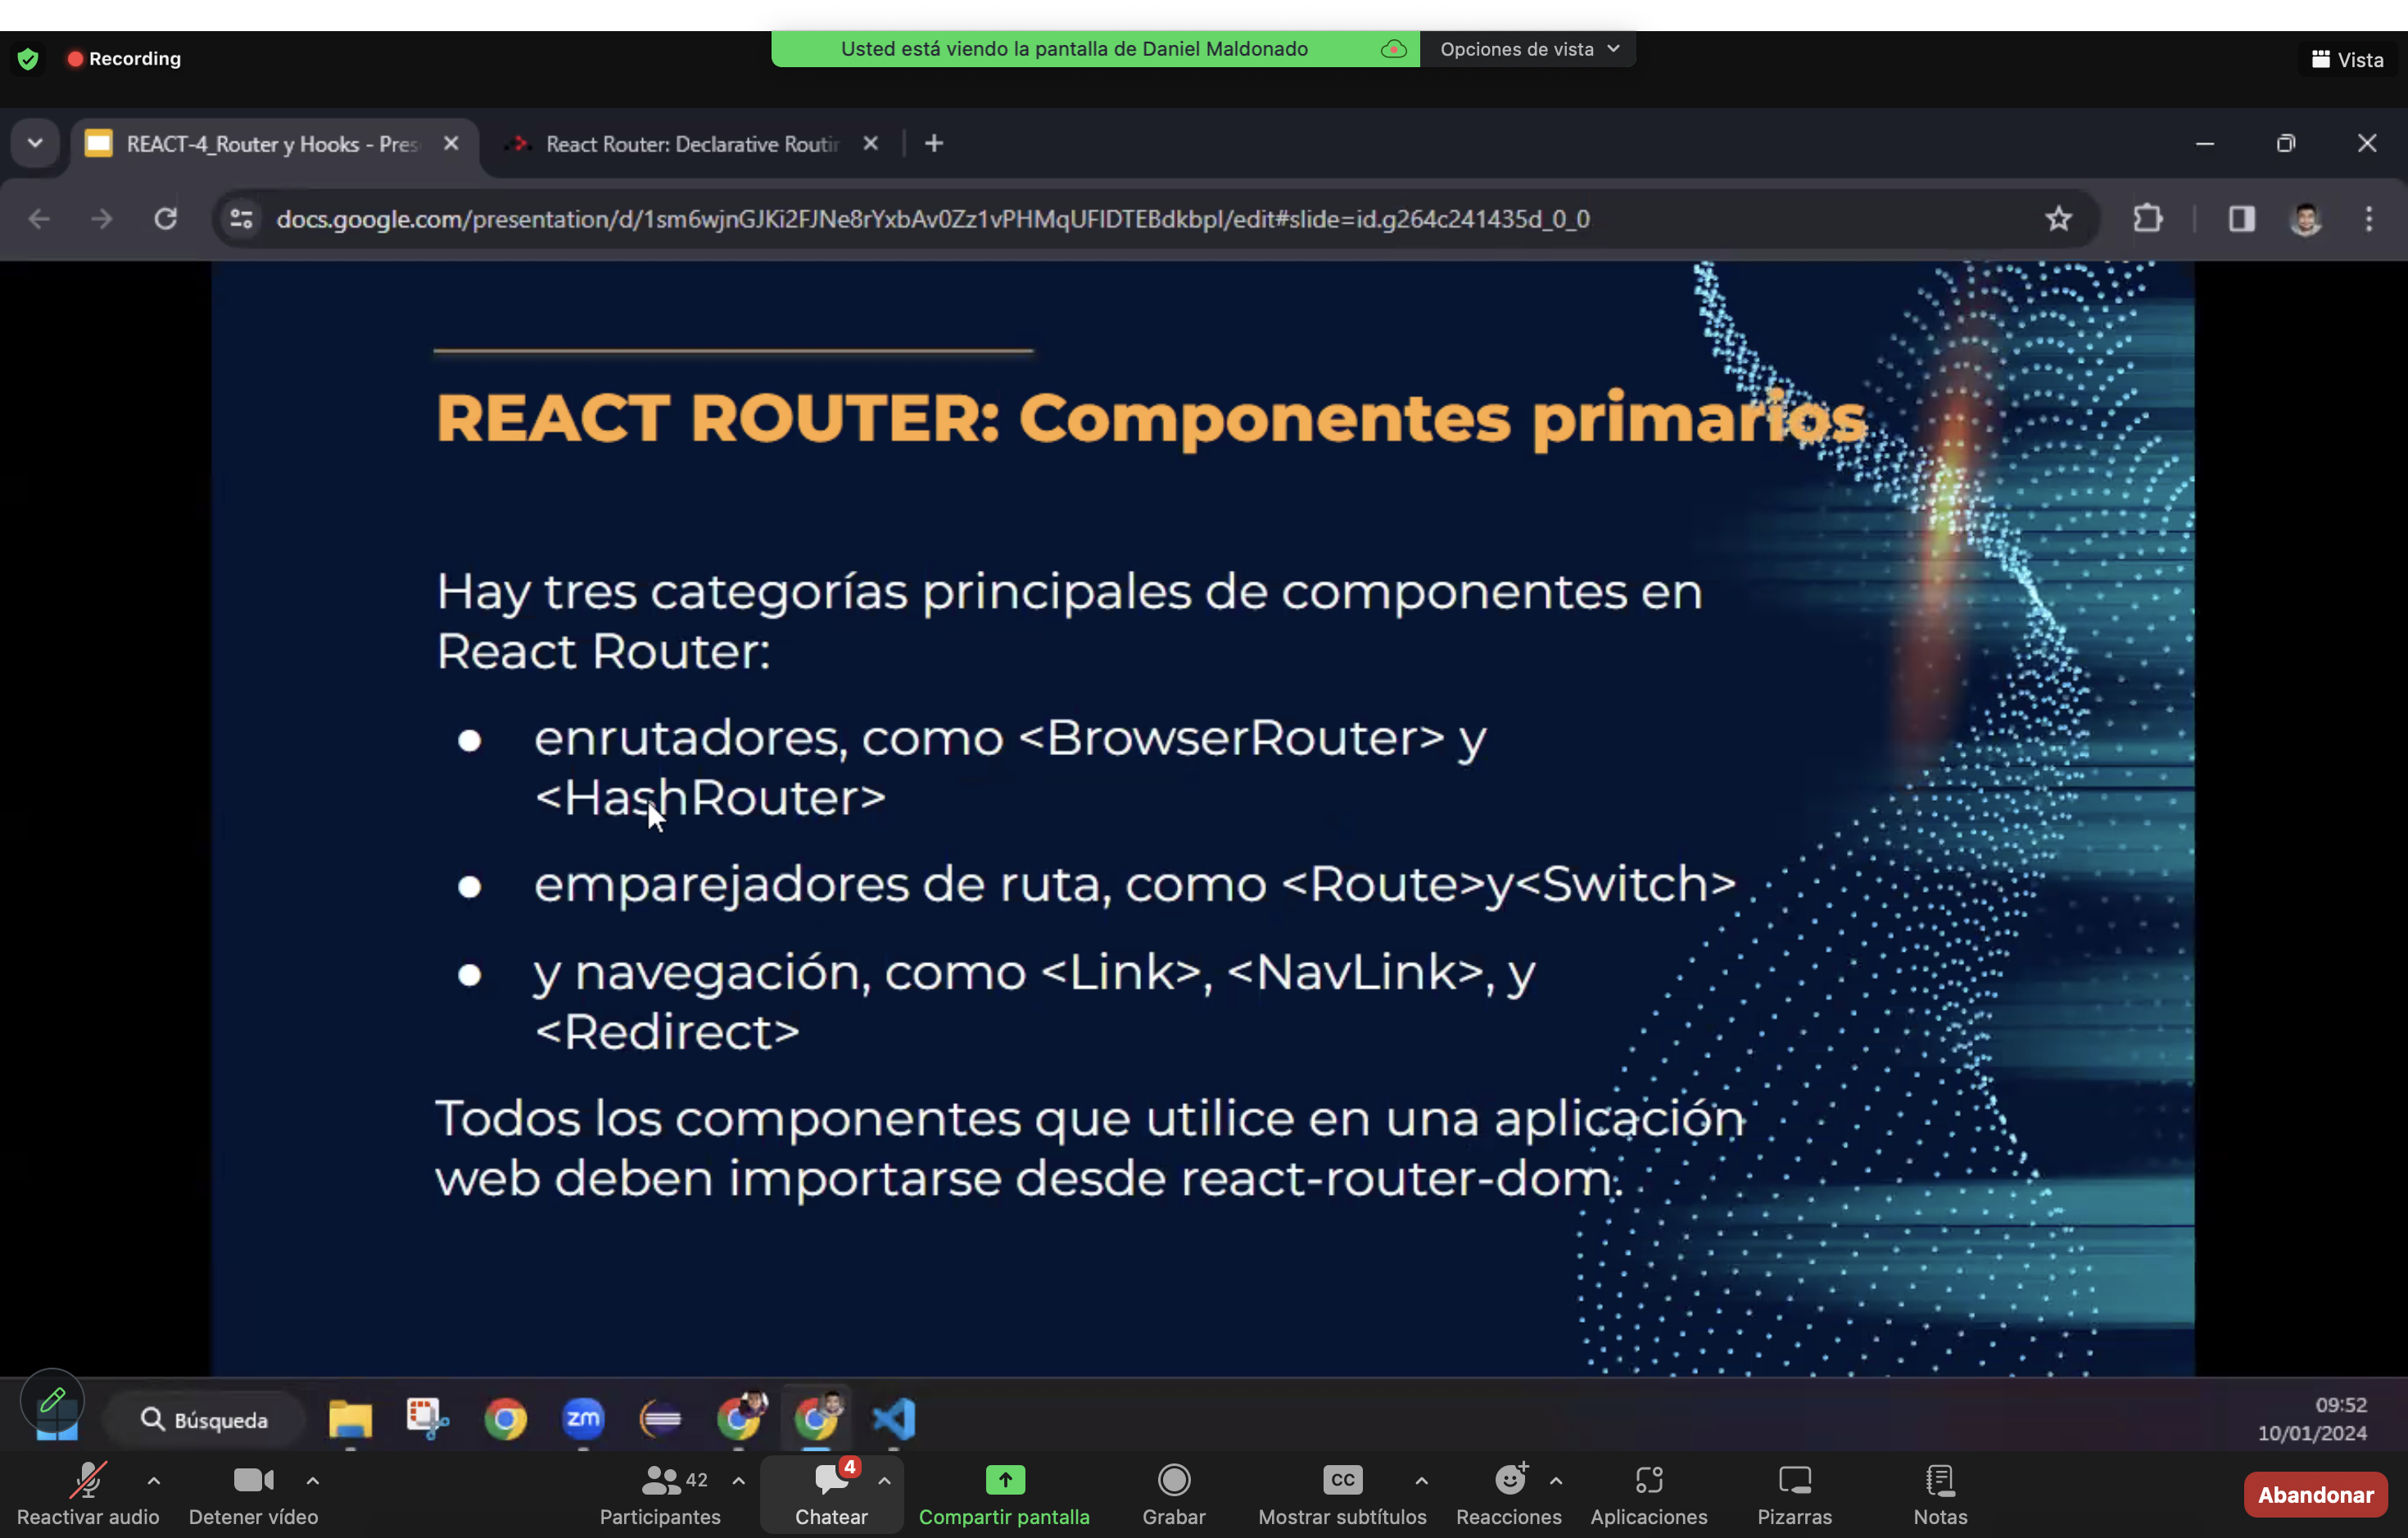 Recording
Usted está viendo la pantalla de Daniel Maldonado
Opciones de vista
Vista
REACT-4_Router y Hooks - Pres
React Router: Declarative Routin
docs.google.com/presentation/d/1sm6wjnGJKi2FJNe8rYxbAv0Zz1vPHMqUFIDTEBdkbpI/edit#slide=id.g264c241435d_0_0
REACT ROUTER: Componentes primarios
Hay tres categorías principales de componentes en
React Router:
● enrutadores, como <BrowserRouter> y
<HashRouter>
● emparejadores de ruta, como <Route>y<Switch>
● y navegación, como <Link>, <NavLink>, y
<Redirect>
Todos los componentes que utilice en una aplicación
web deben importarse desde react-router-dom.
Búsqueda
zm
09:52
10/01/2024
Reactivar audio
Detener vídeo
42
Participantes
4
Chatear
Compartir pantalla
Grabar
CC
Mostrar subtítulos
Reacciones
Aplicaciones
Pizarras
Notas
Abandonar